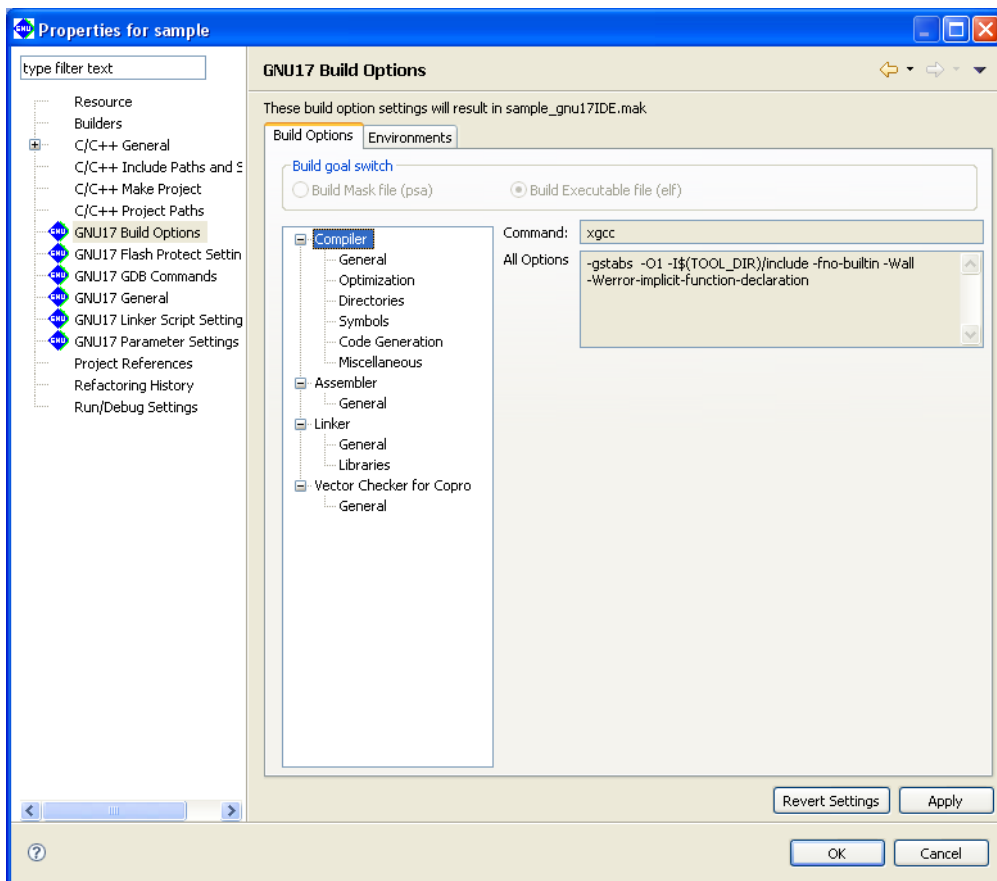 Properties for sample
type filter text
Resource
Builders
C/C++ General
C/C++ Include Paths and S
C/C++ Make Project
C/C++ Project Paths
GNU17 Build Options
GNU17 Flash Protect Settin
GNU17 GDB Commands
GNU17 General
GNU17 Linker Script Setting
GNU17 Parameter Settings
Project References
Refactoring History
Run/Debug Settings
GNU17 Build Options
These build option settings will result in sample_gnu17IDE.mak
Build Options Environments
Build goal switch
Build Mask file (psa) Build Executable file (elf)
Compiler
General
Optimization
Directories
Symbols
Code Generation
Miscellaneous
Assembler
General
Linker
General
Libraries
Vector Checker for Copro
General
Command: xgcc
All Options -gstabs -O1 -I$(TOOL_DIR)/include -fno-builtin -Wall
-Werror-implicit-function-declaration
Revert Settings Apply
OK Cancel